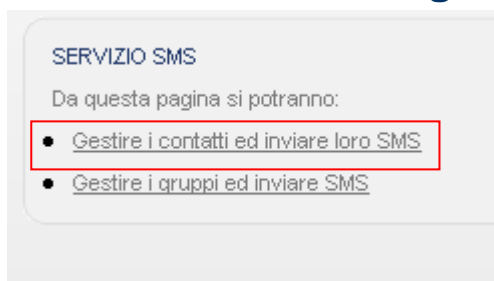 SERVIZIO SMS
Da questa pagina si potranno:
• Gestire i contatti ed inviare loro SMS
• Gestire i gruppi ed inviare SMS